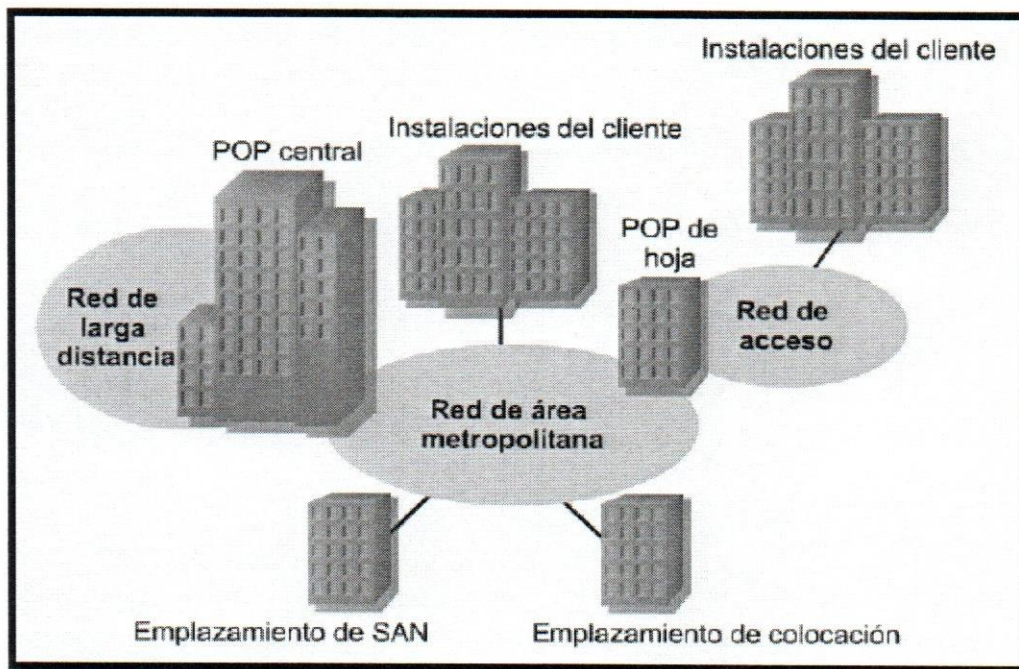 Instalaciones del cliente
Instalaciones del cliente
POP central
POP de
hoja
Red de
larga
distancia
Red de
acceso
Red de área
metropolitana
Emplazamiento de SAN
Emplazamiento de colocación